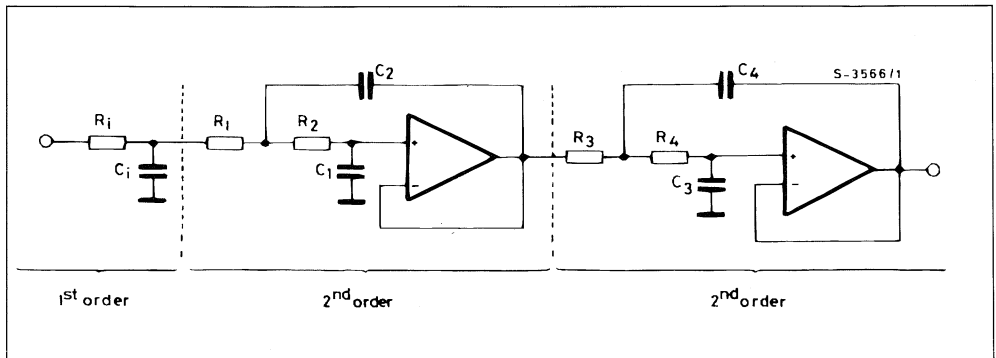 C2
C4
S-3566/1
Ri
R1
R2
R3
R4
Ci
C1
C3
+
−
+
−
1st order
2nd order
2nd order